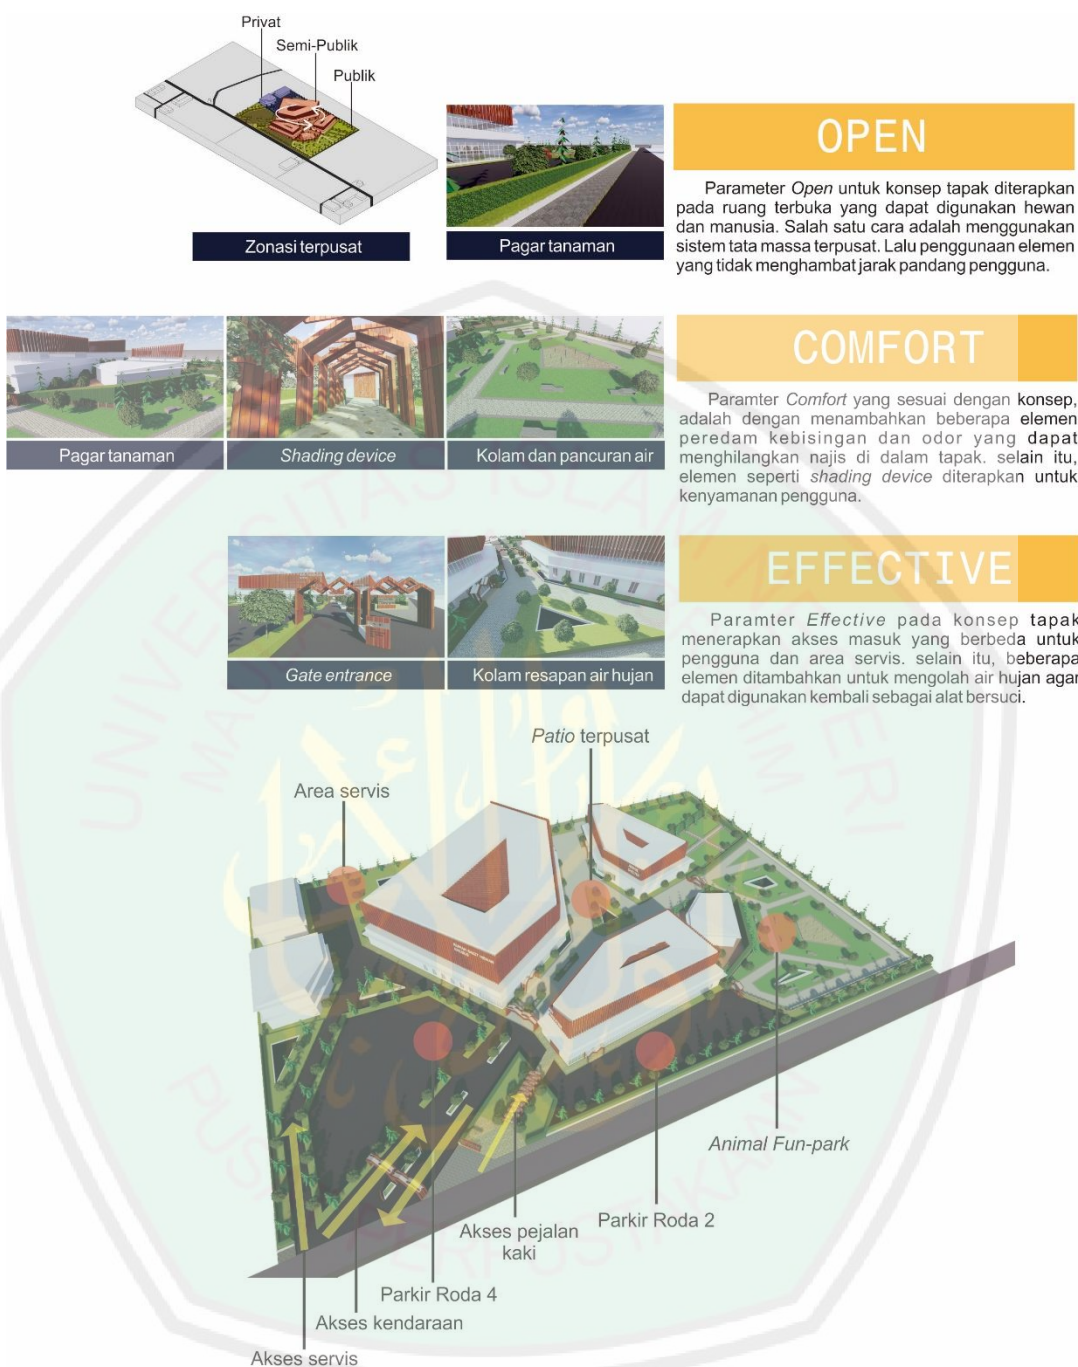 Privat
Semi-Publik
Publik
Zonasi terpusat
Pagar tanaman
OPEN
Parameter Open untuk konsep tapak diterapkan
pada ruang terbuka yang dapat digunakan hewan
dan manusia. Salah satu cara adalah menggunakan
sistem tata massa terpusat. Lalu penggunaan elemen
yang tidak menghambat jarak pandang pengguna.
Pagar tanaman
Shading device
Kolam dan pancuran air
COMFORT
Paramter Comfort yang sesuai dengan konsep,
adalah dengan menambahkan beberapa elemen
peredam kebisingan dan odor yang dapat
menghilangkan najis di dalam tapak. selain itu,
elemen seperti shading device diterapkan untuk
kenyamanan pengguna.
Gate entrance
Kolam resapan air hujan
EFFECTIVE
Paramter Effective pada konsep tapak
menerapkan akses masuk yang berbeda untuk
pengguna dan area servis. selain itu, beberapa
elemen ditambahkan untuk mengolah air hujan agar
dapat digunakan kembali sebagai alat bersuci.
Patio terpusat
Area servis
Animal Fun-park
Parkir Roda 2
Akses pejalan
kaki
Parkir Roda 4
Akses kendaraan
Akses servis
UNIVERSITAS ISLAM NEGERI
PUSAT PERPUSTAKAAN